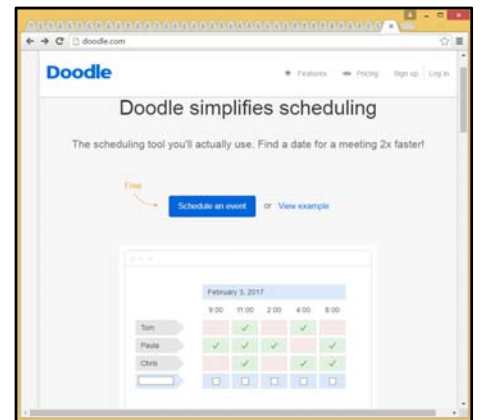 doodle.com
Doodle
Features Pricing Sign up Log in
Doodle simplifies scheduling
The scheduling tool you'll actually use. Find a date for a meeting 2x faster!
Free
Schedule an event or View example
February 3, 2017
9:00 11:00 2:00 4:00 8:00
Tom
Paula
Chris